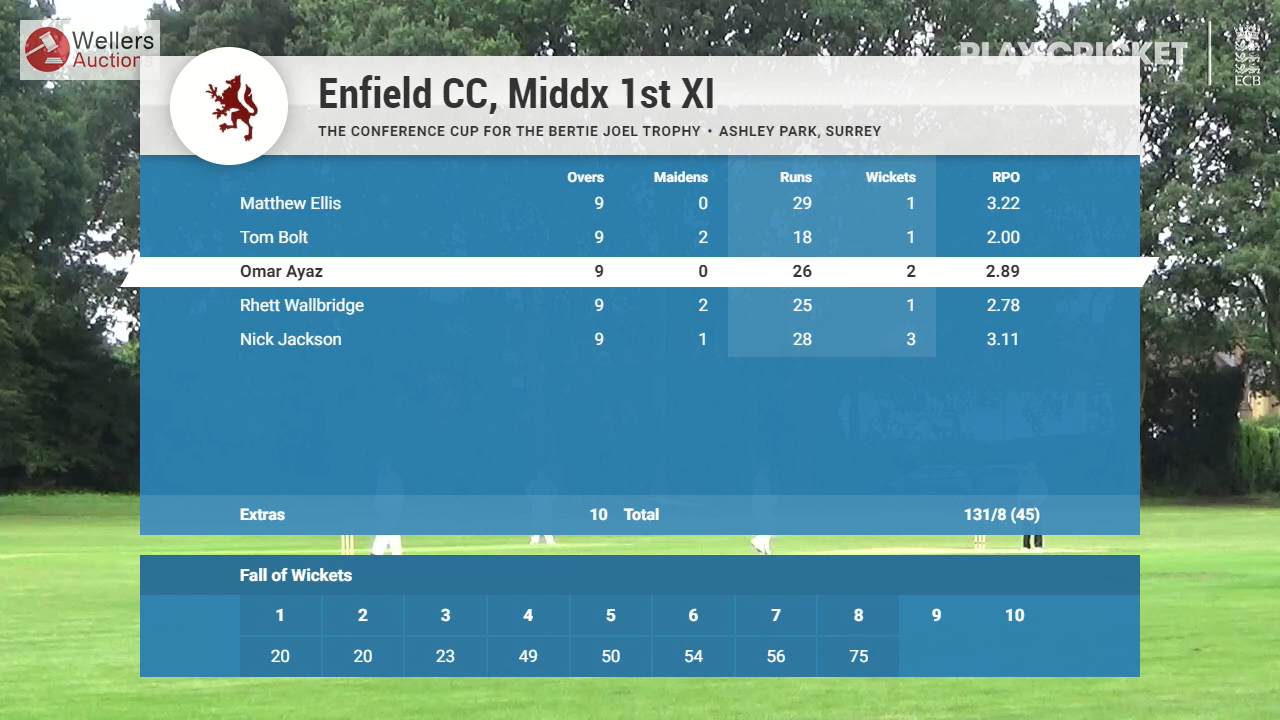 Wellers
Auctions
PLAY-CRICKET
ECB
Enfield CC, Middx 1st XI
THE CONFERENCE CUP FOR THE BERTIE JOEL TROPHY • ASHLEY PARK, SURREY
Overs Maidens Runs Wickets RPO
Matthew Ellis 9 0 29 1 3.22
Tom Bolt 9 2 18 1 2.00
Omar Ayaz 9 0 26 2 2.89
Rhett Wallbridge 9 2 25 1 2.78
Nick Jackson 9 1 28 3 3.11
Extras 10 Total 131/8 (45)
Fall of Wickets
1 2 3 4 5 6 7 8 9 10
20 20 23 49 50 54 56 75